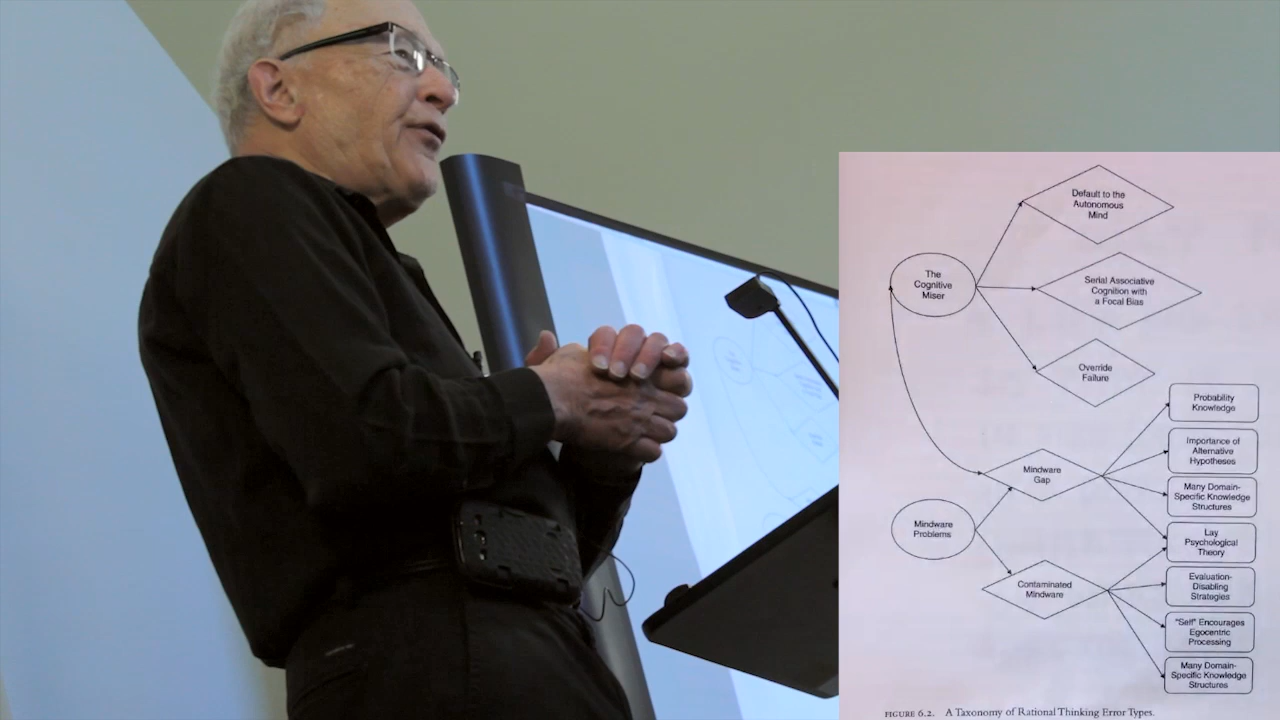 Default to the
Autonomous
Mind
The
Cognitive
Miser
Serial Associative
Cognition with
a Focal Bias
Override
Failure
Probability
Knowledge
Importance of
Alternative
Hypotheses
Mindware
Gap
Many Domain-
Specific Knowledge
Structures
Mindware
Problems
Lay
Psychological
Theory
Contaminated
Mindware
Evaluation-
Disabling
Strategies
"Self" Encourages
Egocentric
Processing
Many Domain-
Specific Knowledge
Structures
FIGURE 6.2. A Taxonomy of Rational Thinking Error Types.